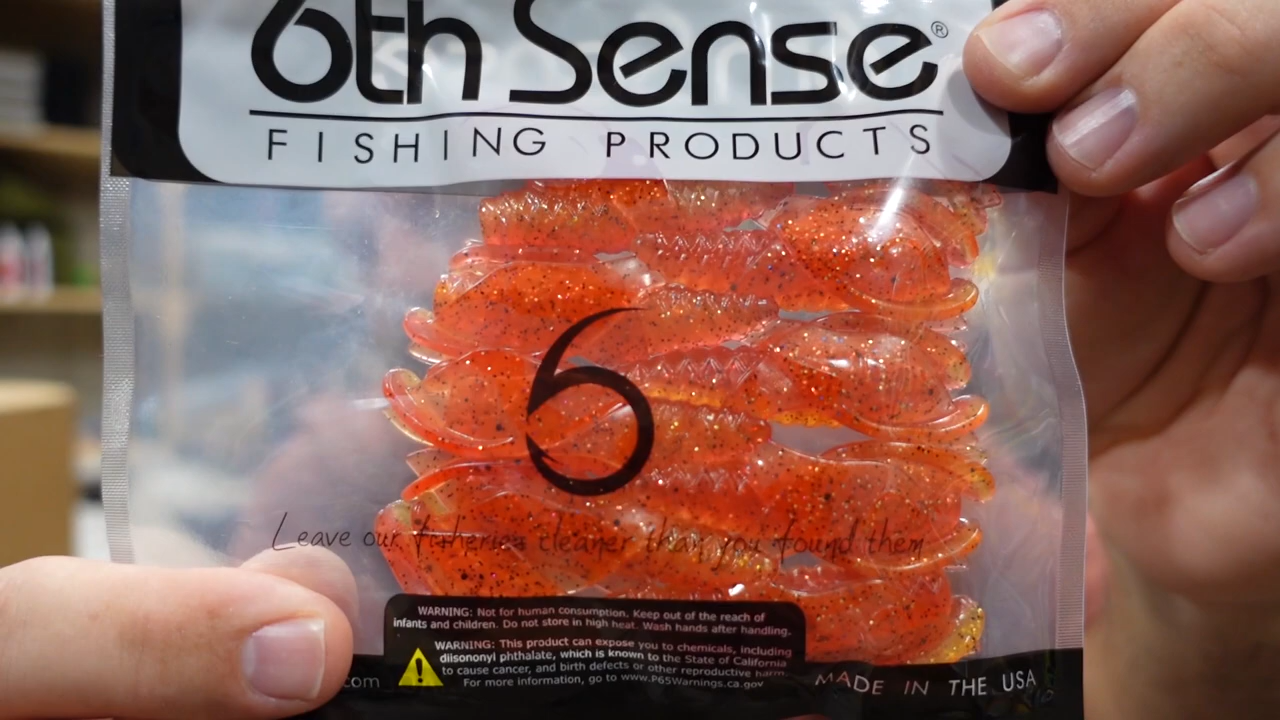 6th Sense®
FISHING PRODUCTS
6
Leave our fisheries cleaner than you found them
WARNING: Not for human consumption. Keep out of the reach of
infants and children. Do not store in high heat. Wash hands after handling.
WARNING: This product can expose you to chemicals, including
diisononyl phthalate, which is known to the State of California
to cause cancer, and birth defects or other reproductive harm.
For more information, go to www.P65Warnings.ca.gov
.com
MADE IN THE USA